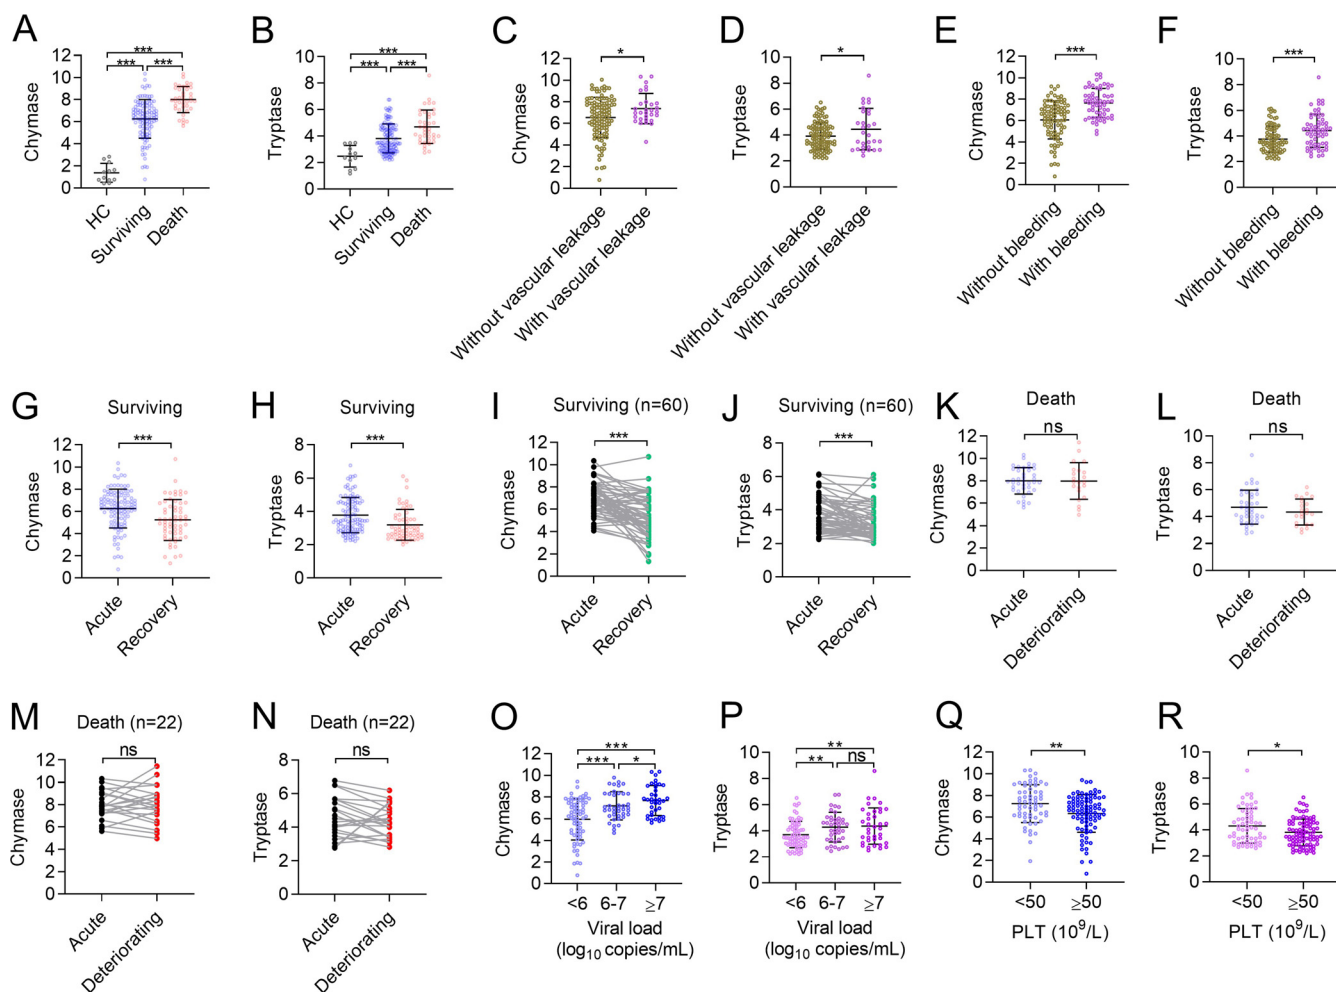 A
Chymase
12
10
8
6
4
2
0
***
*** ***
HC
Surviving
Death
B
Tryptase
10
8
6
4
2
0
***
*** ***
HC
Surviving
Death
C
Chymase
12
10
8
6
4
2
0
*
Without vascular leakage
With vascular leakage
D
Tryptase
10
8
6
4
2
0
*
Without vascular leakage
With vascular leakage
E
Chymase
12
10
8
6
4
2
0
***
Without bleeding
With bleeding
F
Tryptase
10
8
6
4
2
0
***
Without bleeding
With bleeding
G
Surviving
Chymase
12
10
8
6
4
2
0
***
Acute
Recovery
H
Surviving
Tryptase
8
6
4
2
0
***
Acute
Recovery
I
Surviving (n=60)
Chymase
12
10
8
6
4
2
0
***
Acute
Recovery
J
Surviving (n=60)
Tryptase
8
6
4
2
0
***
Acute
Recovery
K
Death
Chymase
12
10
8
6
4
2
0
ns
Acute
Deteriorating
L
Death
Tryptase
10
8
6
4
2
0
ns
Acute
Deteriorating
M
Death (n=22)
Chymase
12
10
8
6
4
2
0
ns
Acute
Deteriorating
N
Death (n=22)
Tryptase
8
6
4
2
0
ns
Acute
Deteriorating
O
Chymase
12
10
8
6
4
2
0
***
*** *
<6 6-7 ≥7
Viral load
(log₁₀ copies/mL)
P
Tryptase
10
8
6
4
2
0
**
** ns
<6 6-7 ≥7
Viral load
(log₁₀ copies/mL)
Q
Chymase
12
10
8
6
4
2
0
**
<50 ≥50
PLT (10⁹/L)
R
Tryptase
10
8
6
4
2
0
*
<50 ≥50
PLT (10⁹/L)